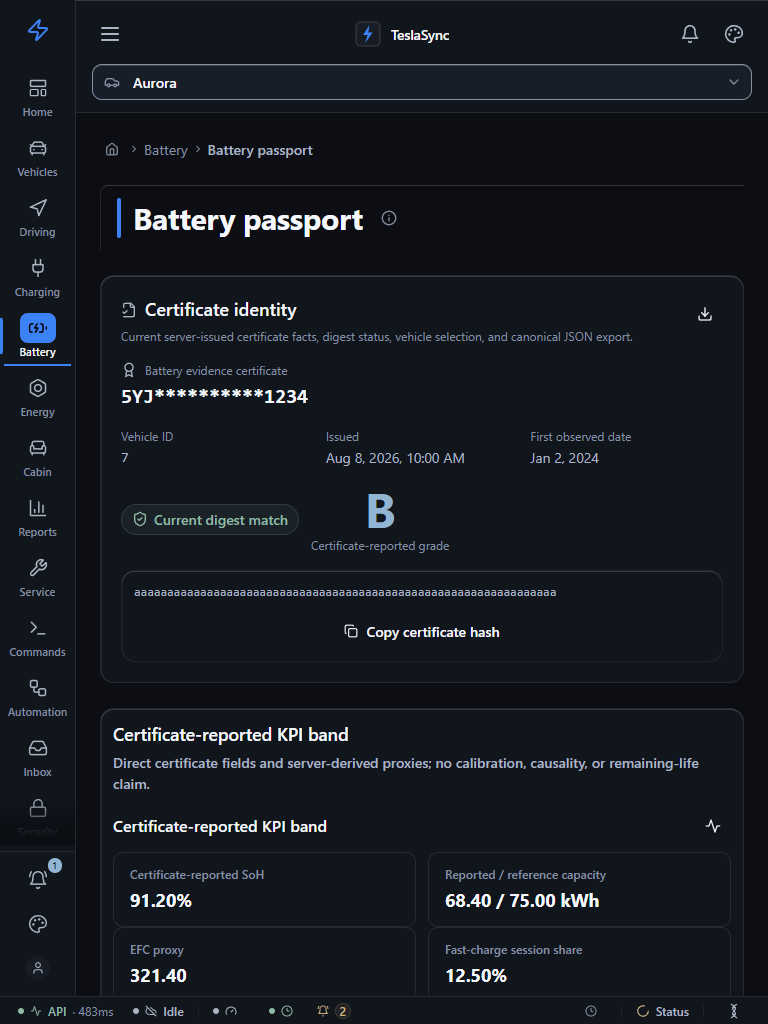 TeslaSync
Aurora
Home
Vehicles
Driving
Charging
Battery
Energy
Cabin
Reports
Service
Commands
Automation
Inbox
Security
1
Battery
Battery passport
Battery passport
Certificate identity
Current server-issued certificate facts, digest status, vehicle selection, and canonical JSON export.
Battery evidence certificate
5YJ**********1234
Vehicle ID
7
Issued
Aug 8, 2026, 10:00 AM
First observed date
Jan 2, 2024
Current digest match
B
Certificate-reported grade
aaaaaaaaaaaaaaaaaaaaaaaaaaaaaaaaaaaaaaaaaaaaaaaaaaaaaaaaaaaaaaaa
Copy certificate hash
Certificate-reported KPI band
Direct certificate fields and server-derived proxies; no calibration, causality, or remaining-life
claim.
Certificate-reported KPI band
Certificate-reported SoH
91.20%
Reported / reference capacity
68.40 / 75.00 kWh
EFC proxy
321.40
Fast-charge session share
12.50%
API · 483ms
Idle
2
Status